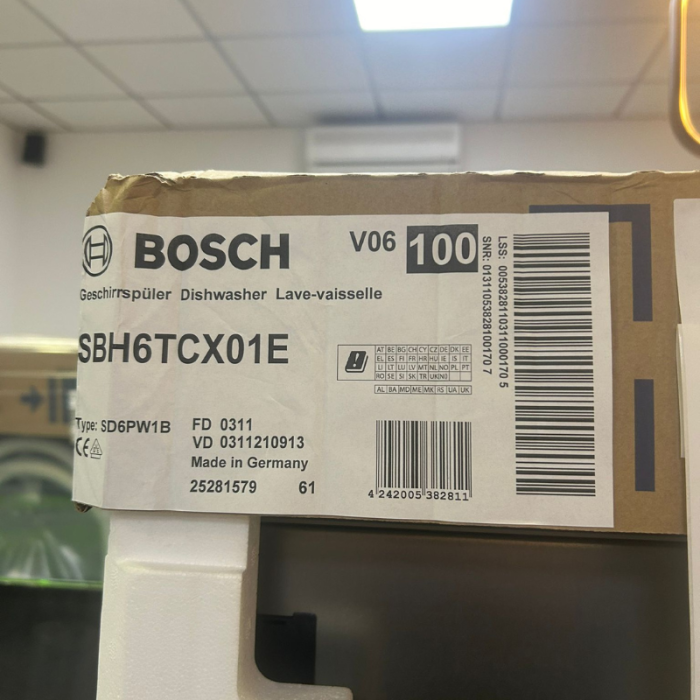 BOSCH
V06 100
Geschirrspüler Dishwasher Lave-vaisselle
SBH6TCX01E
AT BE BG CH CY CZ DE DK EE
EL ES FI FR HR HU IE IS IT
LI LT LU LV MT NL NO PL PT
RO SE SI SK TR UK(NI)
AL BA MD ME MK RS UA UK
Type: SD6PW1B
FD 0311
VD 0311210913
Made in Germany
25281579 61
4 242005 382811
SNR: 013110538281001707
LSS: 00538281103110001705